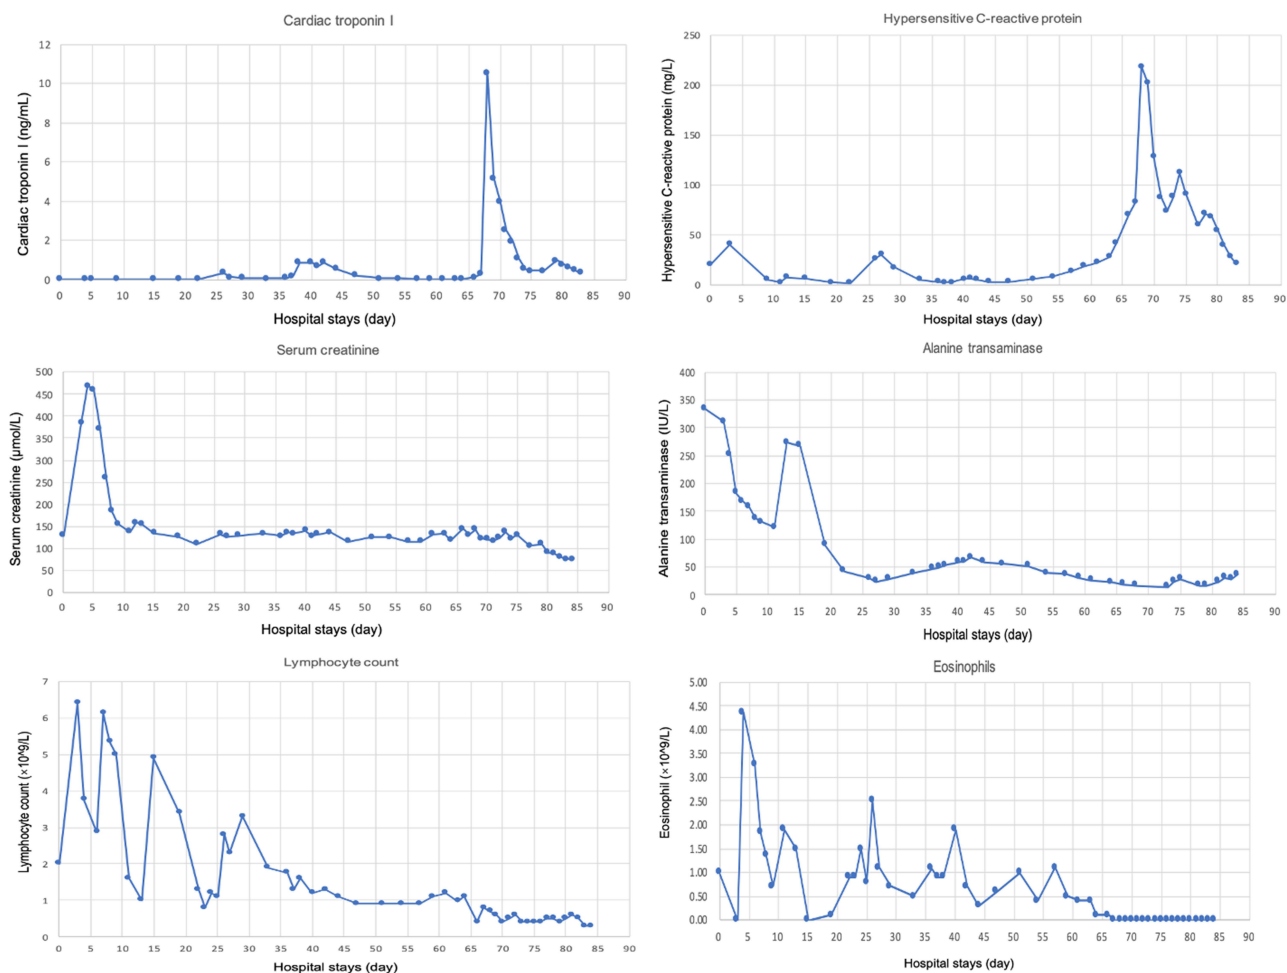 Cardiac troponin I
Cardiac troponin I (ng/mL)
12
10
8
6
4
2
0
0 5 10 15 20 25 30 35 40 45 50 55 60 65 70 75 80 85 90
Hospital stays (day)
Hypersensitive C-reactive protein
Hypersensitive C-reactive protein (mg/L)
250
200
150
100
50
0
0 5 10 15 20 25 30 35 40 45 50 55 60 65 70 75 80 85 90
Hospital stays (day)
Serum creatinine
Serum creatinine (μmol/L)
500
450
400
350
300
250
200
150
100
50
0
0 5 10 15 20 25 30 35 40 45 50 55 60 65 70 75 80 85 90
Hospital stays (day)
Alanine transaminase
Alanine transaminase (IU/L)
400
350
300
250
200
150
100
50
0
0 5 10 15 20 25 30 35 40 45 50 55 60 65 70 75 80 85 90
Hospital stays (day)
Lymphocyte count
Lymphocyte count (×10^9/L)
7
6
5
4
3
2
1
0
0 5 10 15 20 25 30 35 40 45 50 55 60 65 70 75 80 85 90
Hospital stays (day)
Eosinophils
Eosinophil (×10^9/L)
5.00
4.50
4.00
3.50
3.00
2.50
2.00
1.50
1.00
0.50
0.00
0 5 10 15 20 25 30 35 40 45 50 55 60 65 70 75 80 85 90
Hospital stays (day)